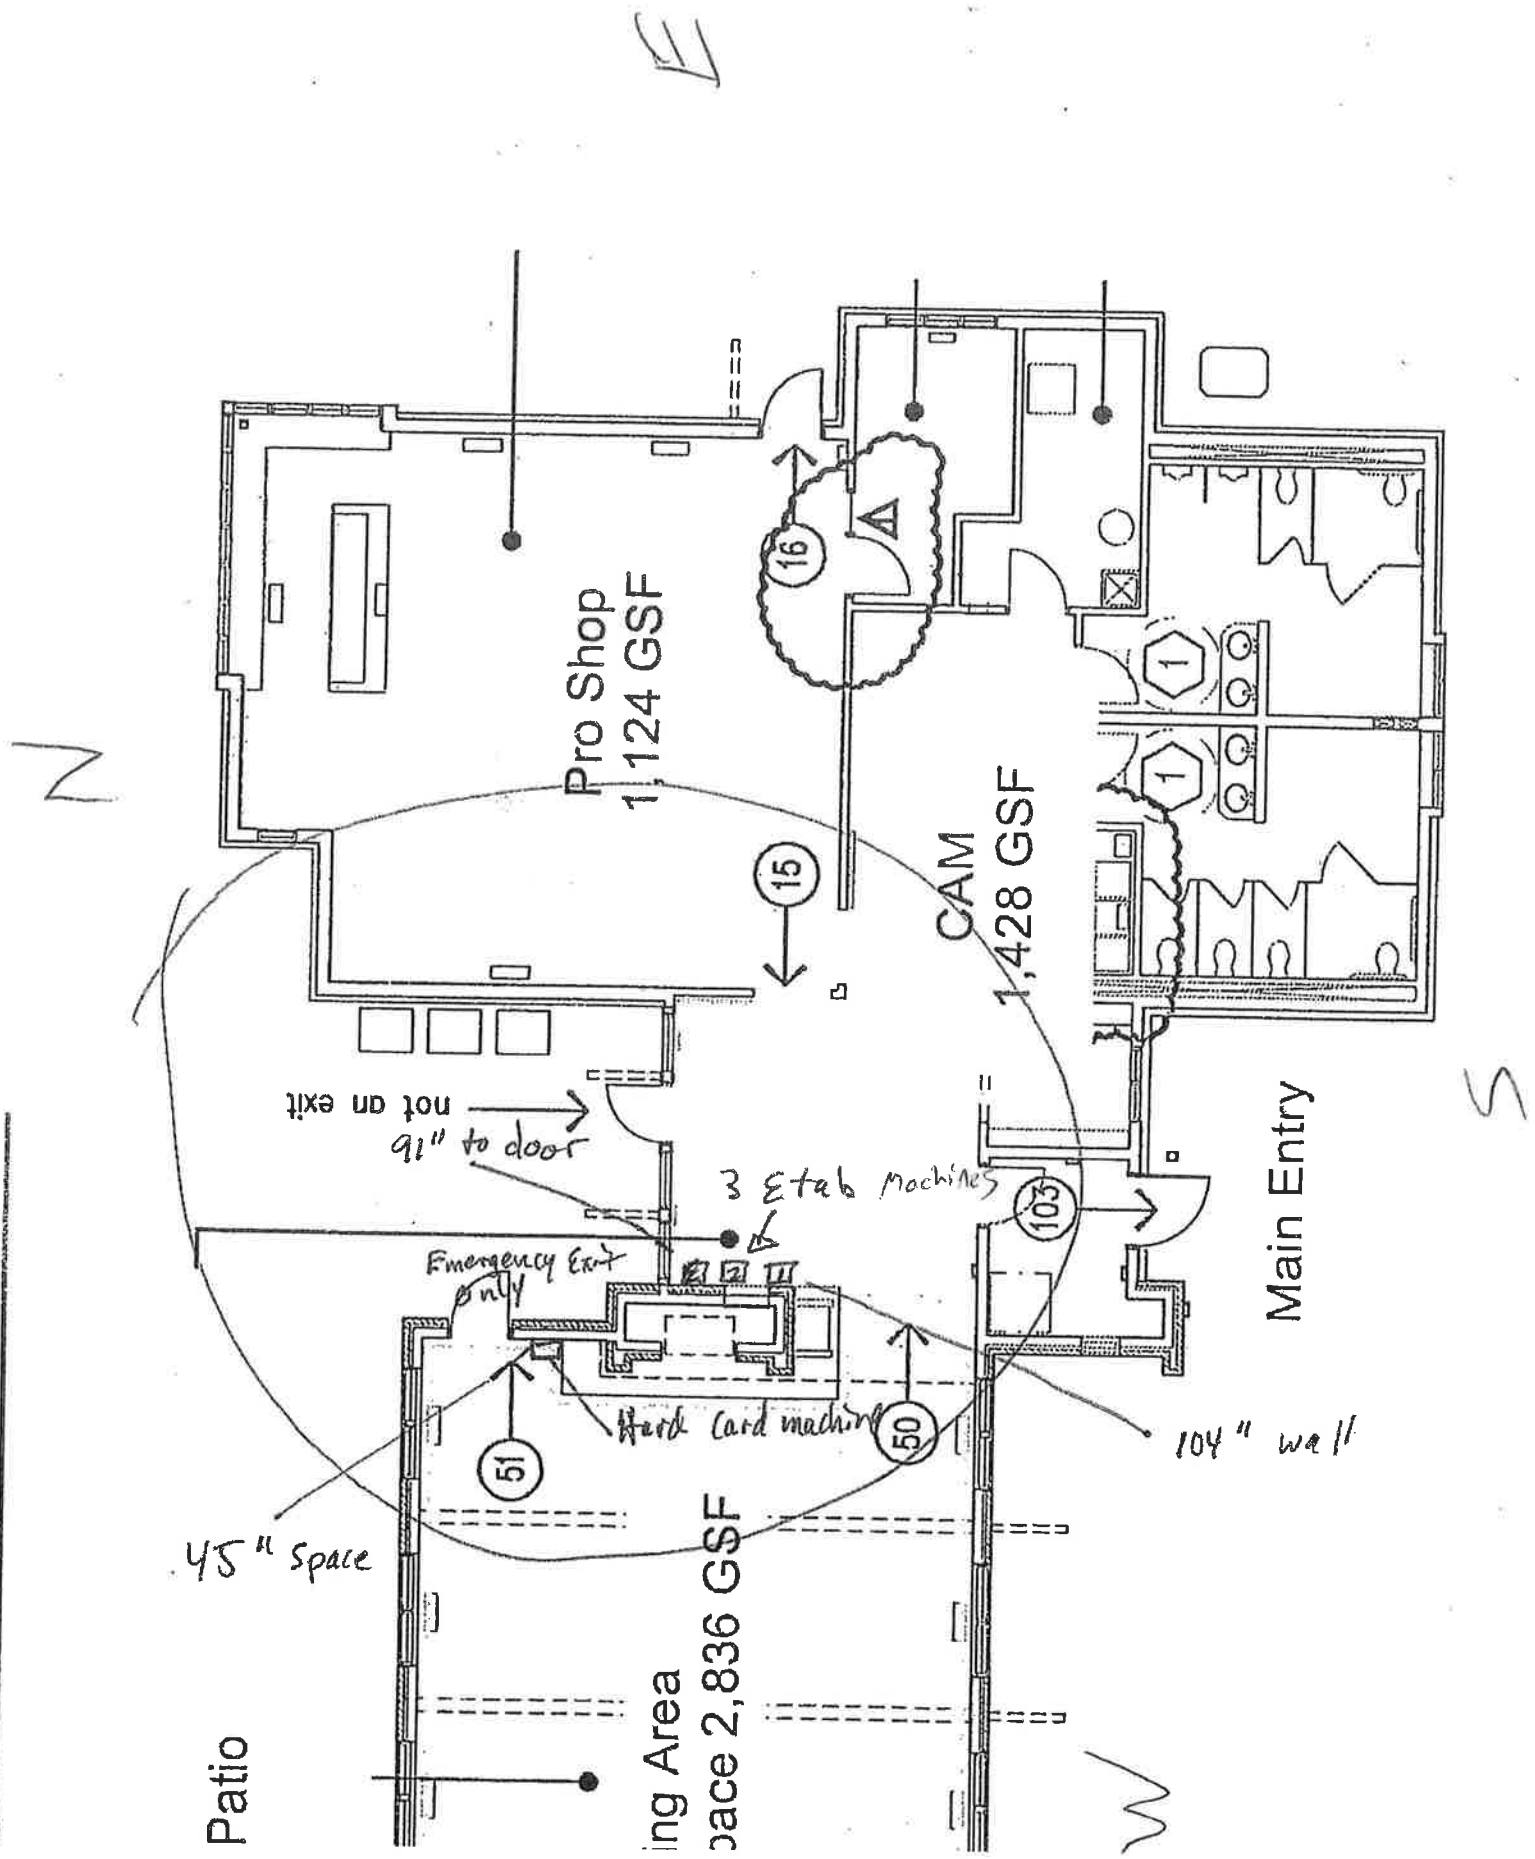 E
N
Pro Shop
1,124 GSF
16
15
1
1
CAM
1,428 GSF
not an exit
91" to door
3 Etab Machines
2
1
103
Emergency Exit
only
Main Entry
S
51
Hard Card machine
50
104" wall
45" Space
Patio
ing Area
pace 2,836 GSF
W